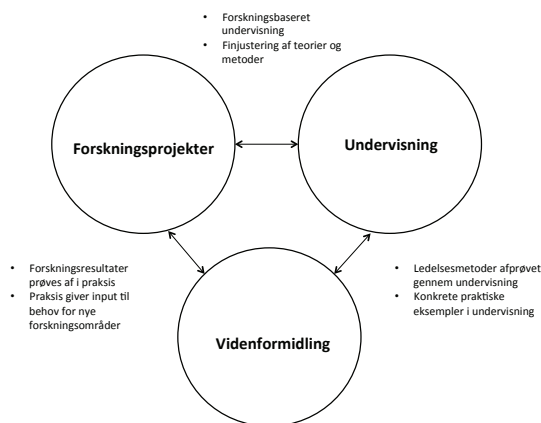 • Forskningsbaseret
undervisning
• Finjustering af teorier og
metoder
Forskningsprojekter
Undervisning
• Forskningsresultater
prøves af i praksis
• Praksis giver input til
behov for nye
forskningsområder
• Ledelsesmetoder afprøvet
gennem undervisning
• Konkrete praktiske
eksempler i undervisning
Videnformidling